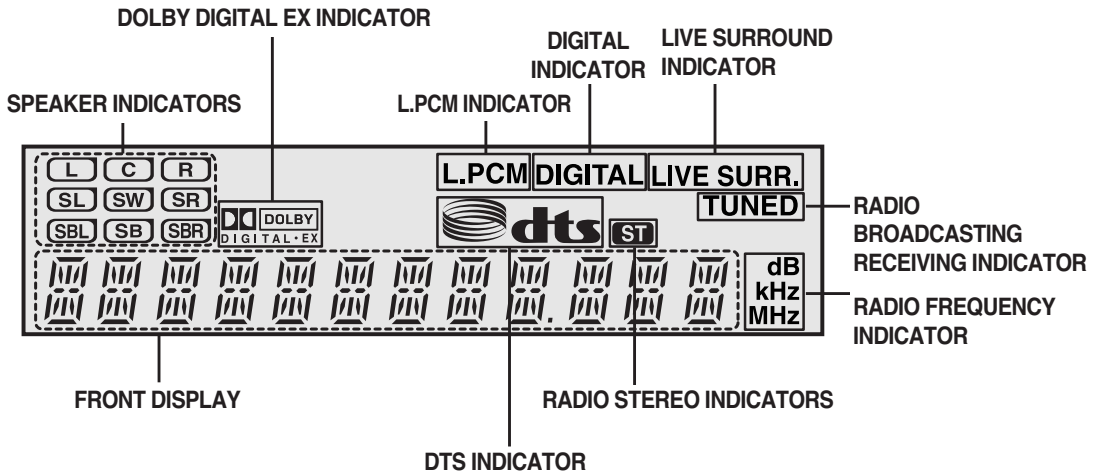 DOLBY DIGITAL EX INDICATOR
DIGITAL
INDICATOR
LIVE SURROUND
INDICATOR
SPEAKER INDICATORS
L.PCM INDICATOR
L C R
L.PCM DIGITAL LIVE SURR.
SL SW SR
TUNED
SBL SB SBR
DOLBY
DIGITAL·EX
dts
ST
RADIO
BROADCASTING
RECEIVING INDICATOR
dB
kHz
MHz
RADIO FREQUENCY
INDICATOR
FRONT DISPLAY
RADIO STEREO INDICATORS
DTS INDICATOR